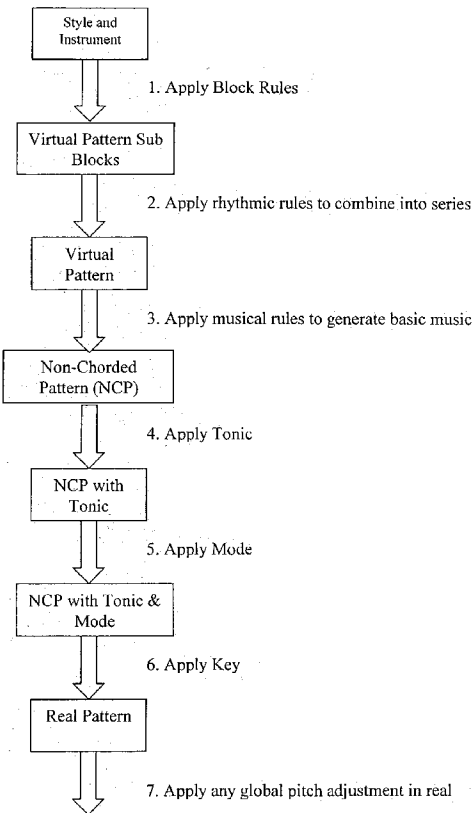 Style and
Instrument
1. Apply Block Rules
Virtual Pattern Sub
Blocks
2. Apply rhythmic rules to combine into series
Virtual
Pattern
3. Apply musical rules to generate basic music
Non-Chorded
Pattern (NCP)
4. Apply Tonic
NCP with
Tonic
5. Apply Mode
NCP with Tonic &
Mode
6. Apply Key
Real Pattern
7. Apply any global pitch adjustment in real